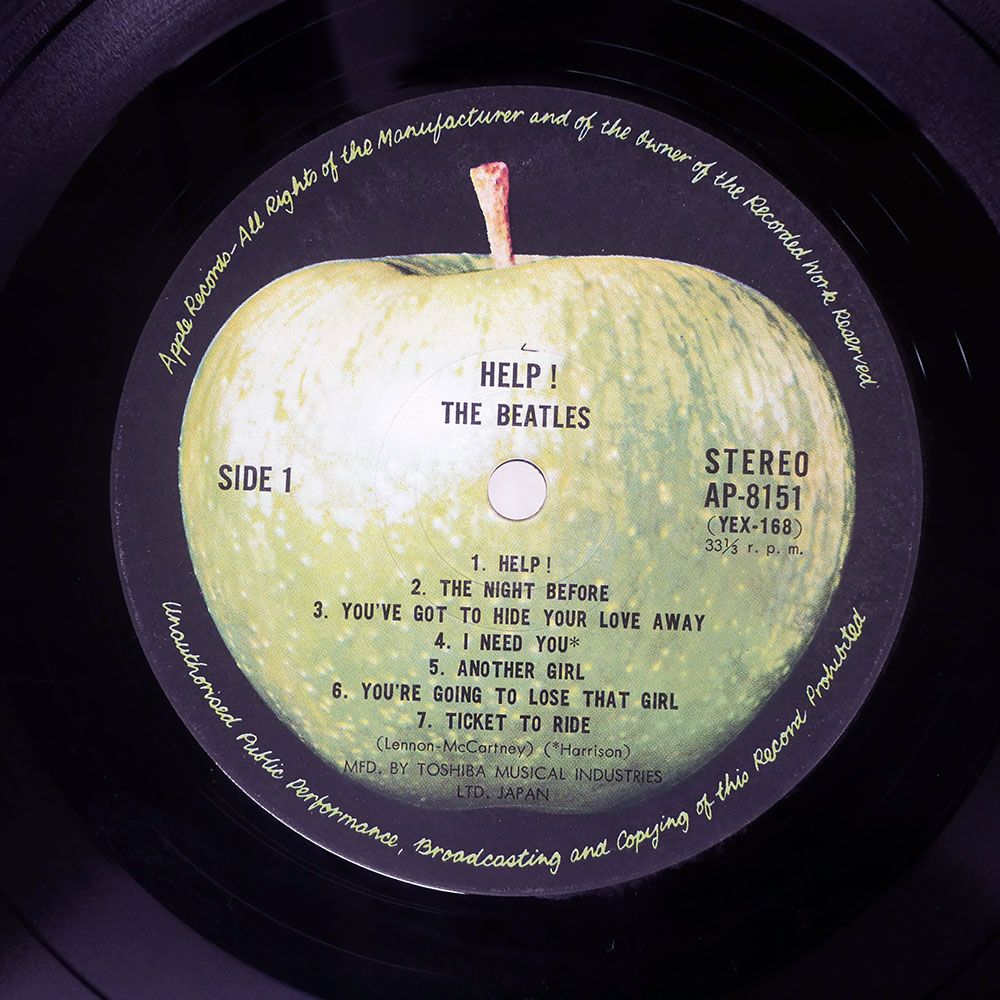 Apple Records - All Rights of the Manufacturer and of the Owner of the Recorded Work Reserved
HELP!
THE BEATLES
SIDE 1
STEREO
AP-8151
(YEX-168)
33⅓ r. p. m.
1. HELP!
2. THE NIGHT BEFORE
3. YOU'VE GOT TO HIDE YOUR LOVE AWAY
4. I NEED YOU*
5. ANOTHER GIRL
6. YOU'RE GOING TO LOSE THAT GIRL
7. TICKET TO RIDE
(Lennon-McCartney) (*Harrison)
MFD. BY TOSHIBA MUSICAL INDUSTRIES
LTD. JAPAN
Unauthorised Public Performance, Broadcasting and Copying of this Record Prohibited